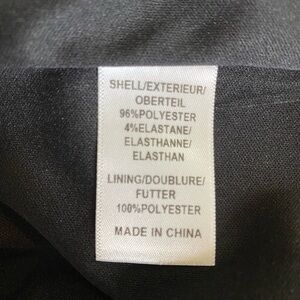 SHELL/EXTERIEUR/
OBERTEIL
96%POLYESTER
4%ELASTANE/
ELASTHANNE/
ELASTHAN
LINING/DOUBLURE/
FUTTER
100%POLYESTER
MADE IN CHINA